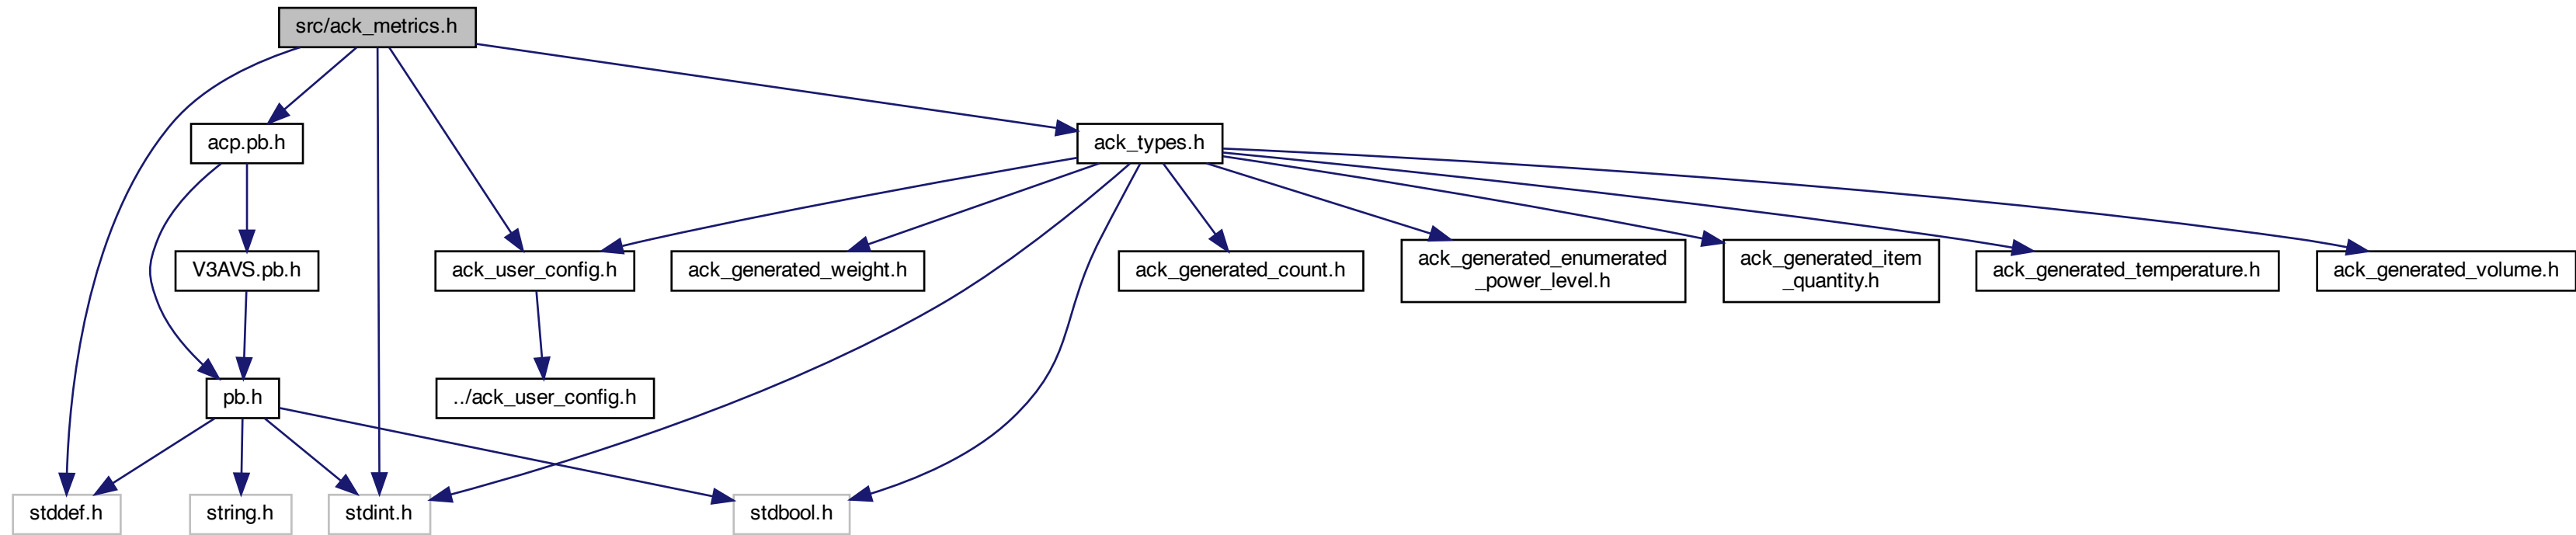 src/ack_metrics.h
acp.pb.h
ack_types.h
V3AVS.pb.h
ack_user_config.h
ack_generated_weight.h
ack_generated_count.h
ack_generated_enumerated
_power_level.h
ack_generated_item
_quantity.h
ack_generated_temperature.h
ack_generated_volume.h
pb.h
../ack_user_config.h
stddef.h
string.h
stdint.h
stdbool.h